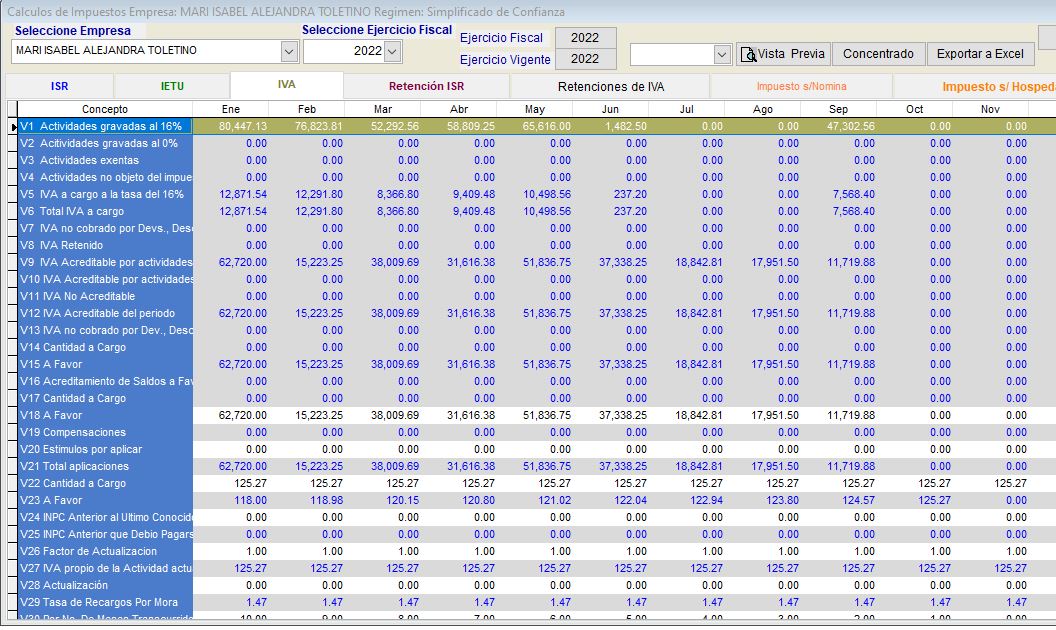 Calculos de Impuestos Empresa: MARI ISABEL ALEJANDRA TOLETINO Regimen: Simplificado de Confianza
Seleccione Empresa Seleccione Ejercicio Fiscal Ejercicio Fiscal 2022
MARI ISABEL ALEJANDRA TOLETINO 2022 Ejercicio Vigente 2022 Vista Previa Concentrado Exportar a Excel
ISR IETU IVA Retención ISR Retenciones de IVA Impuesto s/Nomina Impuesto s/ Hosped
Concepto Ene Feb Mar Abr May Jun Jul Ago Sep Oct Nov
V1 Actividades gravadas al 16% 80,447.13 76,823.81 52,292.56 58,809.25 65,616.00 1,482.50 0.00 0.00 47,302.56 0.00 0.00
V2 Acitividades gravadas al 0% 0.00 0.00 0.00 0.00 0.00 0.00 0.00 0.00 0.00 0.00 0.00
V3 Actividades exentas 0.00 0.00 0.00 0.00 0.00 0.00 0.00 0.00 0.00 0.00 0.00
V4 Actividades no objeto del impue 0.00 0.00 0.00 0.00 0.00 0.00 0.00 0.00 0.00 0.00 0.00
V5 IVA a cargo a la tasa del 16% 12,871.54 12,291.80 8,366.80 9,409.48 10,498.56 237.20 0.00 0.00 7,568.40 0.00 0.00
V6 Total IVA a cargo 12,871.54 12,291.80 8,366.80 9,409.48 10,498.56 237.20 0.00 0.00 7,568.40 0.00 0.00
V7 IVA no cobrado por Devs., Desc 0.00 0.00 0.00 0.00 0.00 0.00 0.00 0.00 0.00 0.00 0.00
V8 IVA Retenido 0.00 0.00 0.00 0.00 0.00 0.00 0.00 0.00 0.00 0.00 0.00
V9 IVA Acreditable por actividades 62,720.00 15,223.25 38,009.69 31,616.38 51,836.75 37,338.25 18,842.81 17,951.50 11,719.88 0.00 0.00
V10 IVA Acreditable por actividades 0.00 0.00 0.00 0.00 0.00 0.00 0.00 0.00 0.00 0.00 0.00
V11 IVA No Acreditable 0.00 0.00 0.00 0.00 0.00 0.00 0.00 0.00 0.00 0.00 0.00
V12 IVA Acreditable del periodo 62,720.00 15,223.25 38,009.69 31,616.38 51,836.75 37,338.25 18,842.81 17,951.50 11,719.88 0.00 0.00
V13 IVA no cobrado por Dev., Desc 0.00 0.00 0.00 0.00 0.00 0.00 0.00 0.00 0.00 0.00 0.00
V14 Cantidad a Cargo 0.00 0.00 0.00 0.00 0.00 0.00 0.00 0.00 0.00 0.00 0.00
V15 A Favor 62,720.00 15,223.25 38,009.69 31,616.38 51,836.75 37,338.25 18,842.81 17,951.50 11,719.88 0.00 0.00
V16 Acreditamiento de Saldos a Fav 0.00 0.00 0.00 0.00 0.00 0.00 0.00 0.00 0.00 0.00 0.00
V17 Cantidad a Cargo 0.00 0.00 0.00 0.00 0.00 0.00 0.00 0.00 0.00 0.00 0.00
V18 A Favor 62,720.00 15,223.25 38,009.69 31,616.38 51,836.75 37,338.25 18,842.81 17,951.50 11,719.88 0.00 0.00
V19 Compensaciones 0.00 0.00 0.00 0.00 0.00 0.00 0.00 0.00 0.00 0.00 0.00
V20 Estimulos por aplicar 0.00 0.00 0.00 0.00 0.00 0.00 0.00 0.00 0.00 0.00 0.00
V21 Total aplicaciones 62,720.00 15,223.25 38,009.69 31,616.38 51,836.75 37,338.25 18,842.81 17,951.50 11,719.88 0.00 0.00
V22 Cantidad a Cargo 125.27 125.27 125.27 125.27 125.27 125.27 125.27 125.27 125.27 125.27 125.27
V23 A Favor 118.00 118.98 120.15 120.80 121.02 122.04 122.94 123.80 124.57 125.27 0.00
V24 INPC Anterior al Ultimo Conocido 0.00 0.00 0.00 0.00 0.00 0.00 0.00 0.00 0.00 0.00 0.00
V25 INPC Anterior que Debio Pagars 0.00 0.00 0.00 0.00 0.00 0.00 0.00 0.00 0.00 0.00 0.00
V26 Factor de Actualizacion 1.00 1.00 1.00 1.00 1.00 1.00 1.00 1.00 1.00 1.00 1.00
V27 IVA propio de la Actividad actu 125.27 125.27 125.27 125.27 125.27 125.27 125.27 125.27 125.27 125.27 125.27
V28 Actualización 0.00 0.00 0.00 0.00 0.00 0.00 0.00 0.00 0.00 0.00 0.00
V29 Tasa de Recargos Por Mora 1.47 1.47 1.47 1.47 1.47 1.47 1.47 1.47 1.47 1.47 1.47